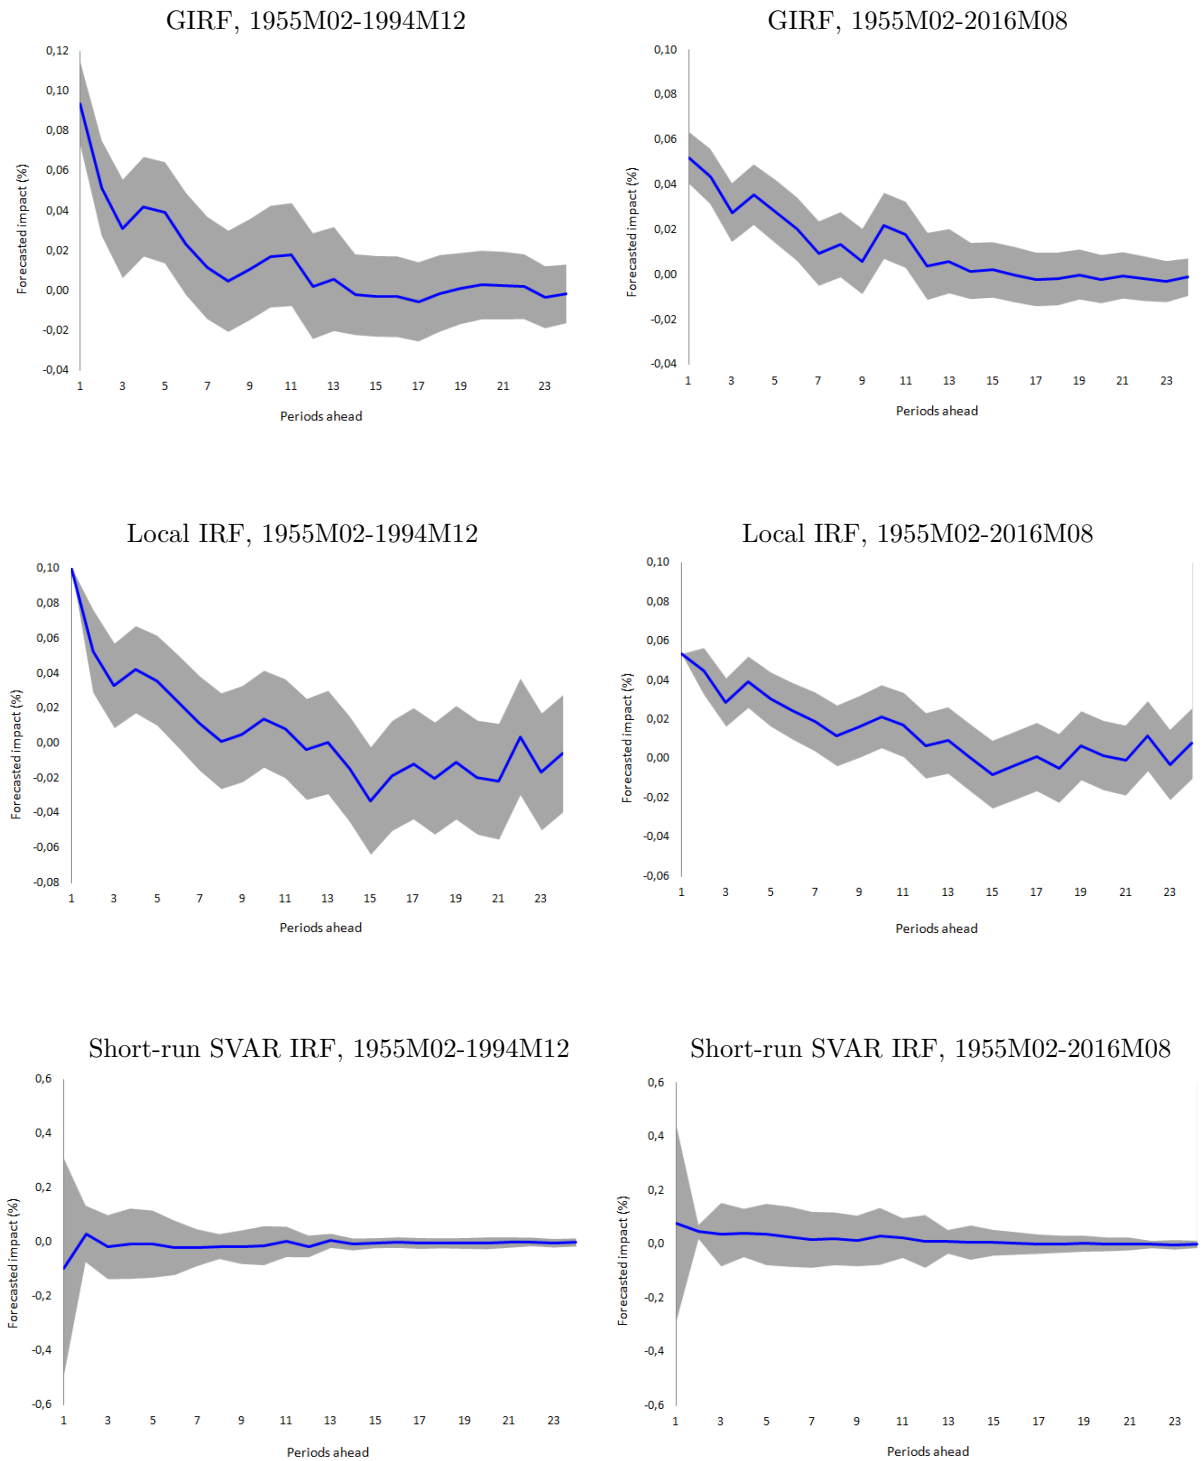 GIRF, 1955M02-1994M12
0,12
0,10
0,08
0,06
0,04
0,02
0,00
-0,02
-0,04
Forecasted impact (%)
1 3 5 7 9 11 13 15 17 19 21 23
Periods ahead
GIRF, 1955M02-2016M08
0,10
0,08
0,06
0,04
0,02
0,00
-0,02
-0,04
Forecasted impact (%)
1 3 5 7 9 11 13 15 17 19 21 23
Periods ahead
Local IRF, 1955M02-1994M12
0,10
0,08
0,06
0,04
0,02
0,00
-0,02
-0,04
-0,06
-0,08
Forecasted impact (%)
1 3 5 7 9 11 13 15 17 19 21 23
Periods ahead
Local IRF, 1955M02-2016M08
0,10
0,08
0,06
0,04
0,02
0,00
-0,02
-0,04
-0,06
Forecasted impact (%)
1 3 5 7 9 11 13 15 17 19 21 23
Periods ahead
Short-run SVAR IRF, 1955M02-1994M12
0,6
0,4
0,2
0,0
-0,2
-0,4
-0,6
Forecasted impact (%)
1 3 5 7 9 11 13 15 17 19 21 23
Periods ahead
Short-run SVAR IRF, 1955M02-2016M08
0,6
0,4
0,2
0,0
-0,2
-0,4
-0,6
Forecasted impact (%)
1 3 5 7 9 11 13 15 17 19 21 23
Periods ahead